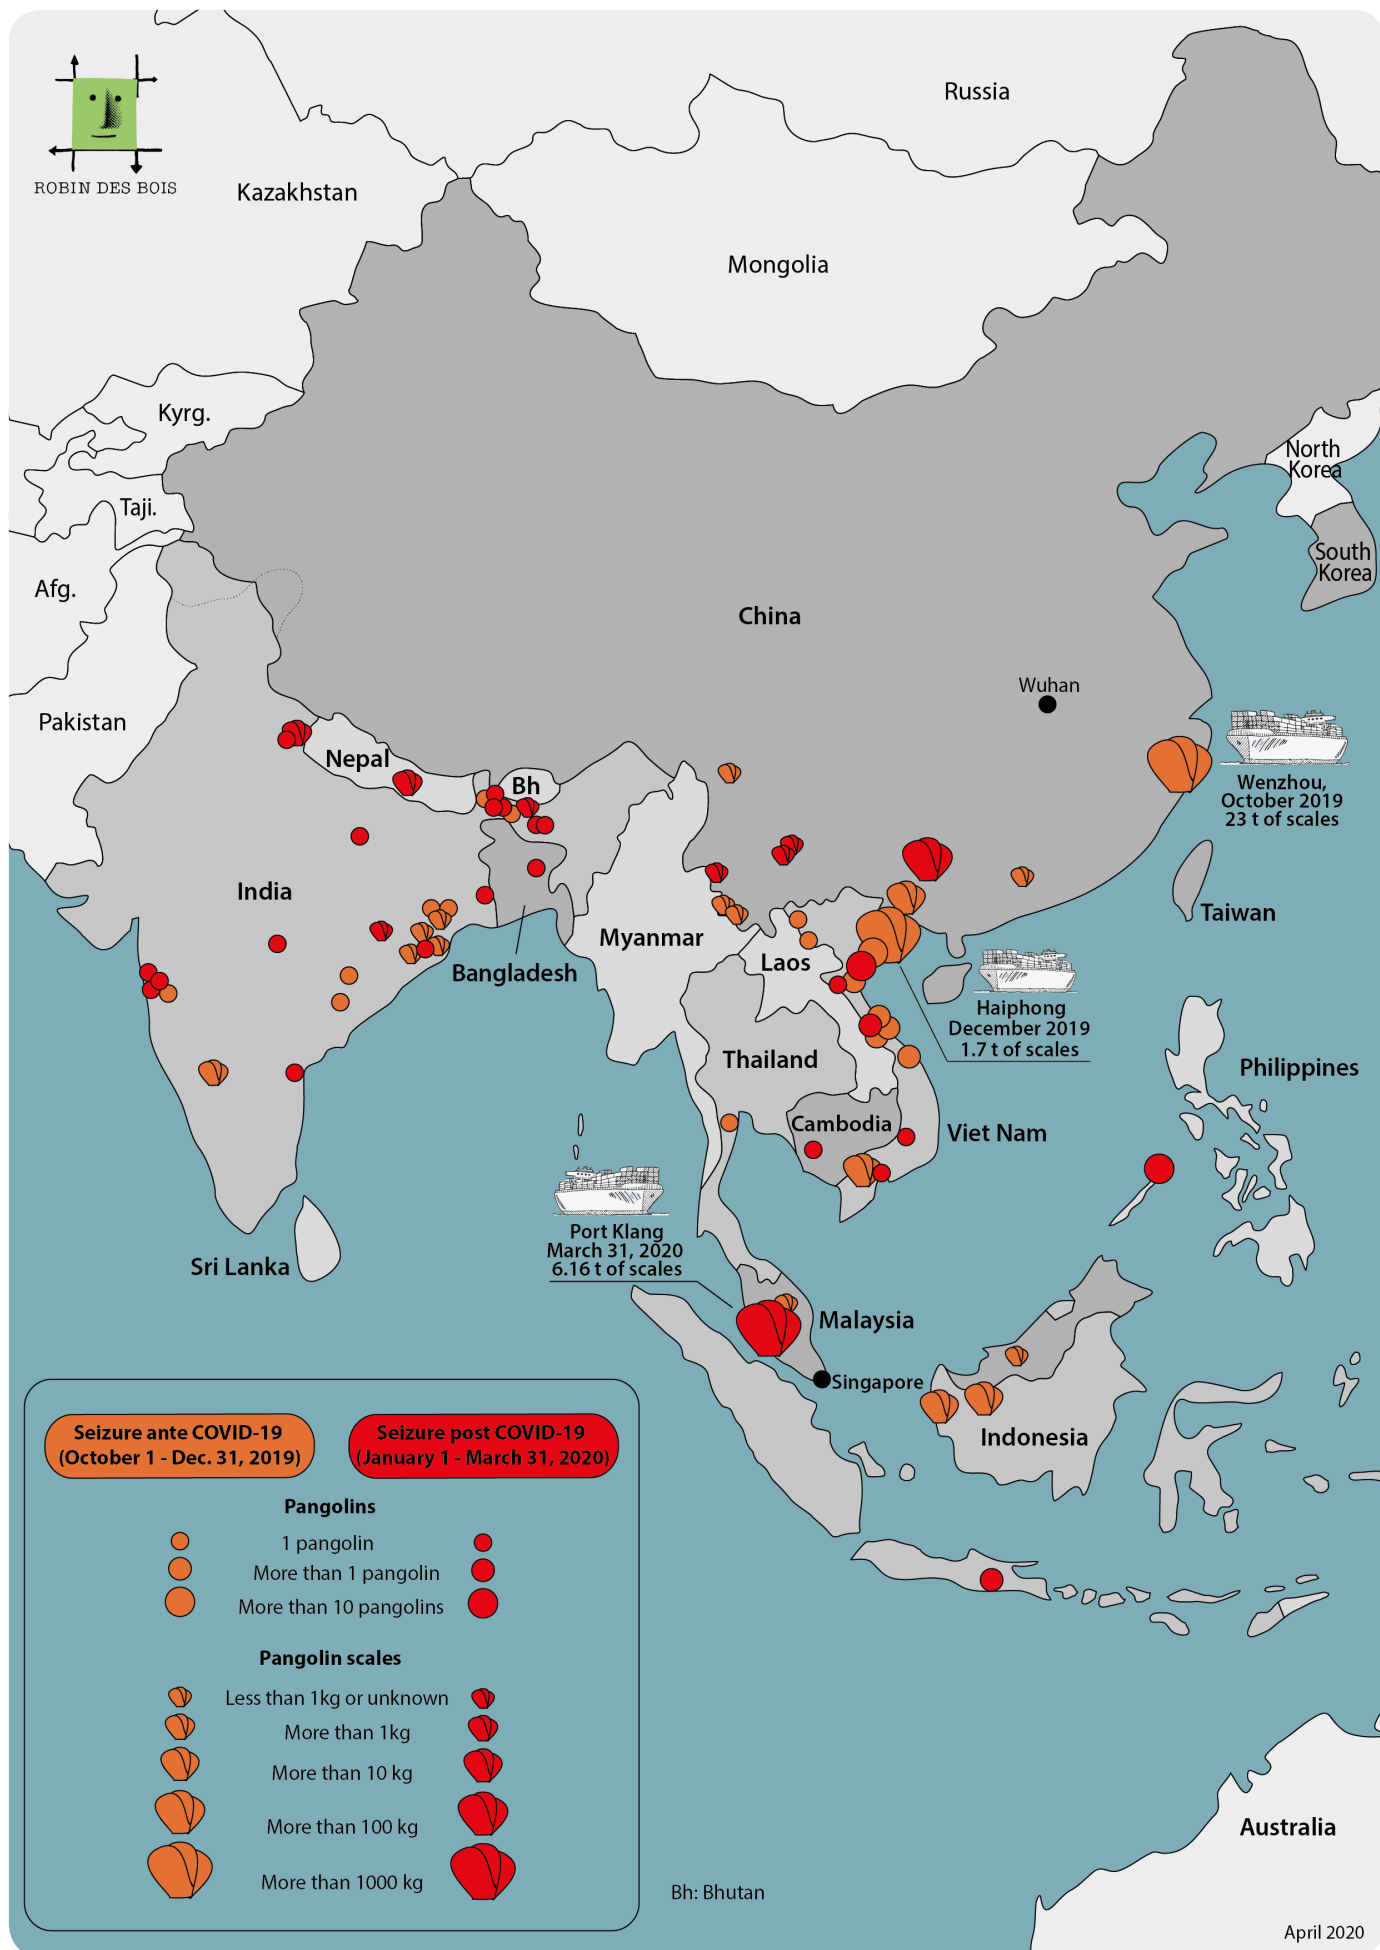 ROBIN DES BOIS
Russia
Kazakhstan
Mongolia
Kyrg.
North
Korea
Taji.
South
Korea
Afg.
China
Wuhan
Pakistan
Nepal
Bh
Wenzhou,
October 2019
23 t of scales
India
Taiwan
Myanmar
Laos
Bangladesh
Haiphong
December 2019
1.7 t of scales
Thailand
Philippines
Cambodia
Viet Nam
Port Klang
March 31, 2020
6.16 t of scales
Sri Lanka
Malaysia
Singapore
Indonesia
Seizure ante COVID-19
(October 1 - Dec. 31, 2019)
Seizure post COVID-19
(January 1 - March 31, 2020)
Pangolins
1 pangolin
More than 1 pangolin
More than 10 pangolins
Pangolin scales
Less than 1kg or unknown
More than 1kg
More than 10 kg
More than 100 kg
More than 1000 kg
Bh: Bhutan
Australia
April 2020